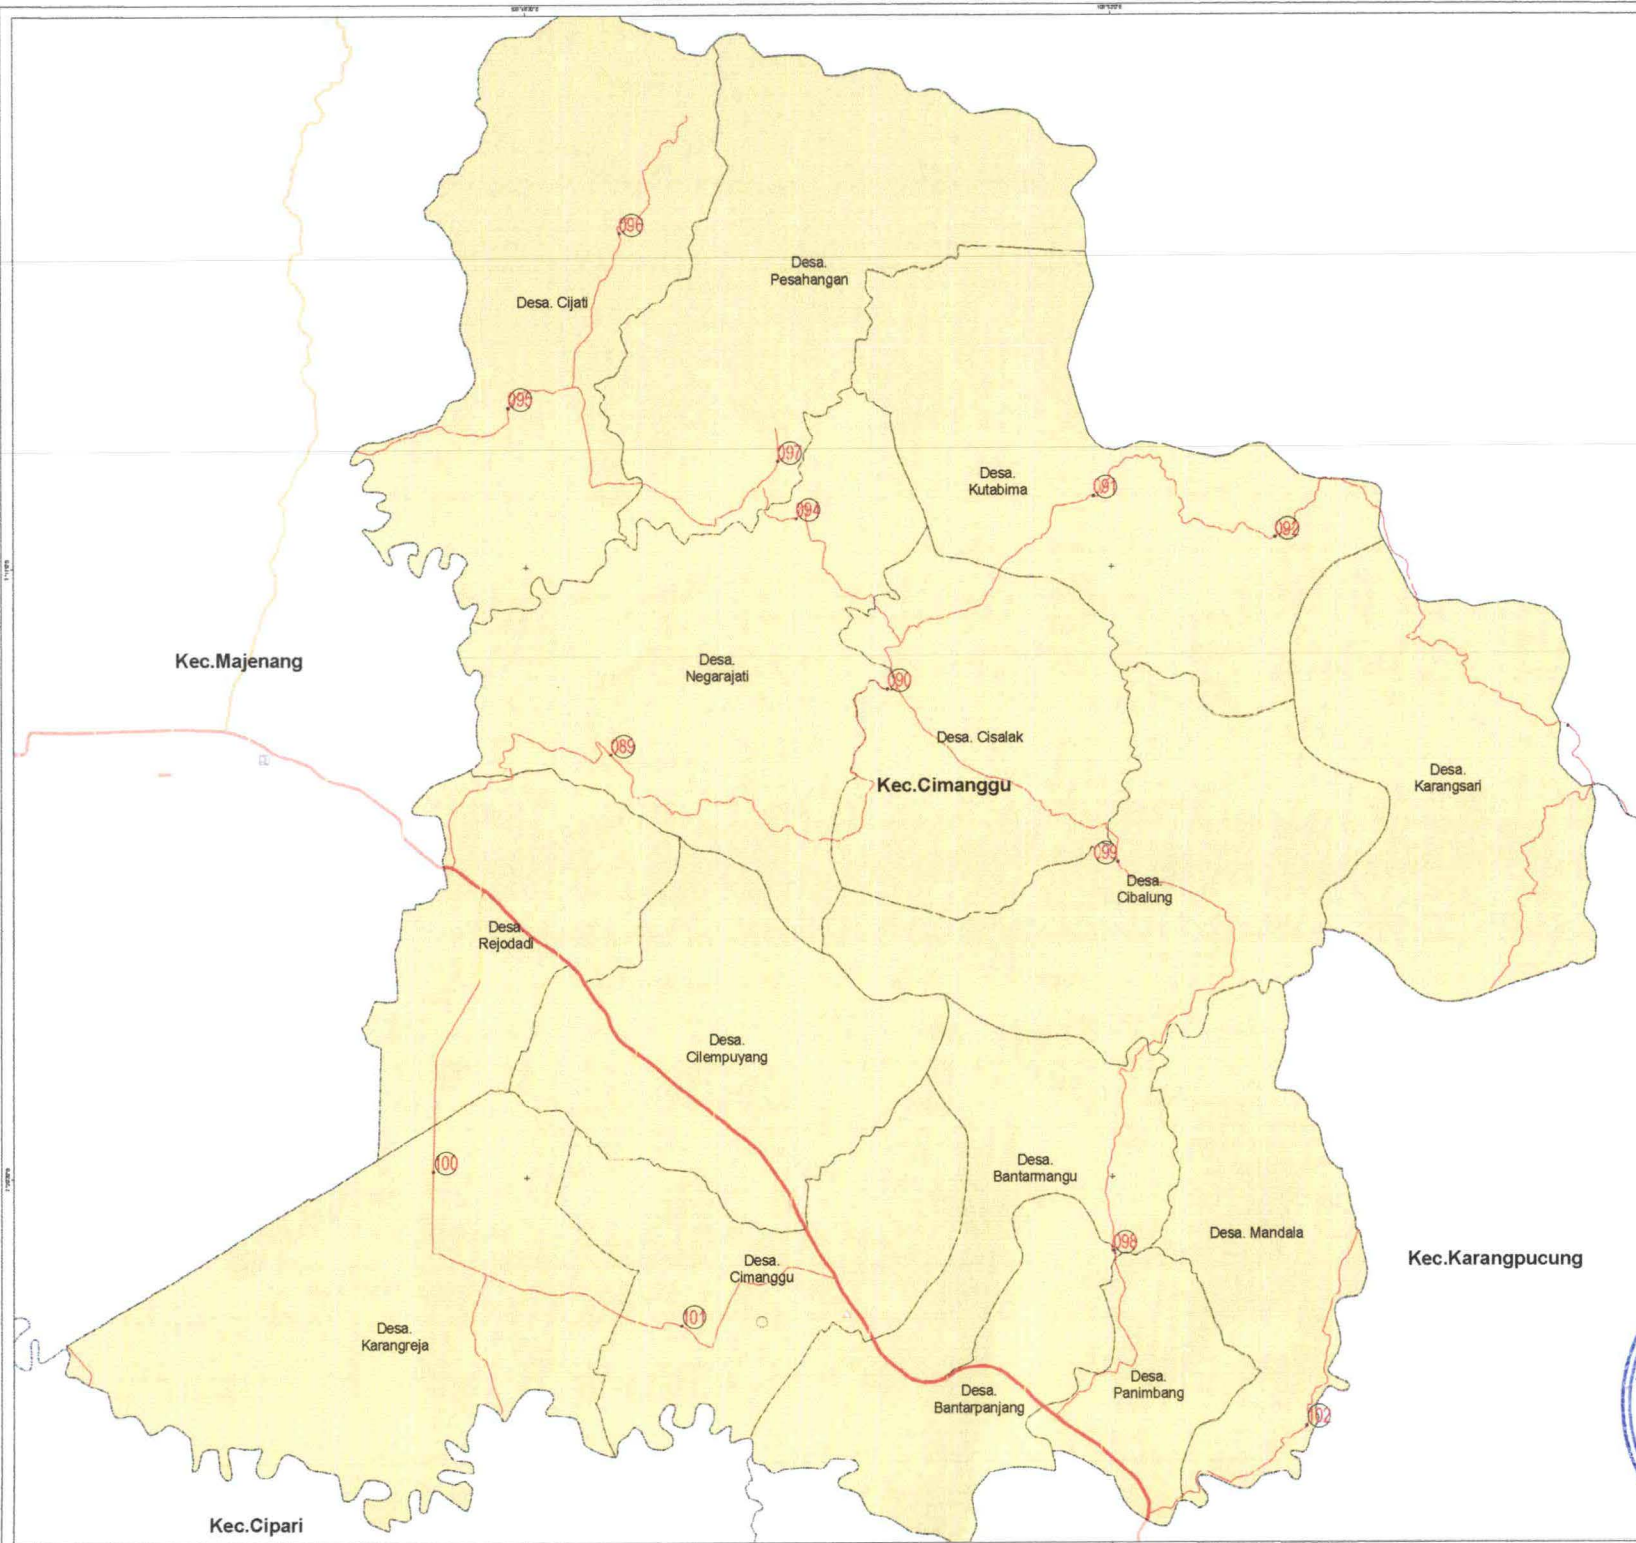 096
Desa.
Pesahangan
Desa. Cijati
095
097
Desa.
Kutabima
091
094
092
Kec.Majenang
Desa.
Negarajati
090
Desa. Cisalak
089
Kec.Cimanggu
Desa.
Karangsari
099
Desa.
Cibalung
Desa.
Rejodadi
Desa.
Cilempuyang
100
Desa.
Bantarmangu
098
Desa. Mandala
Kec.Karangpucung
Desa.
Cimanggu
101
Desa.
Karangreja
Desa.
Panimbang
Desa.
Bantarpanjang
102
Kec.Cipari